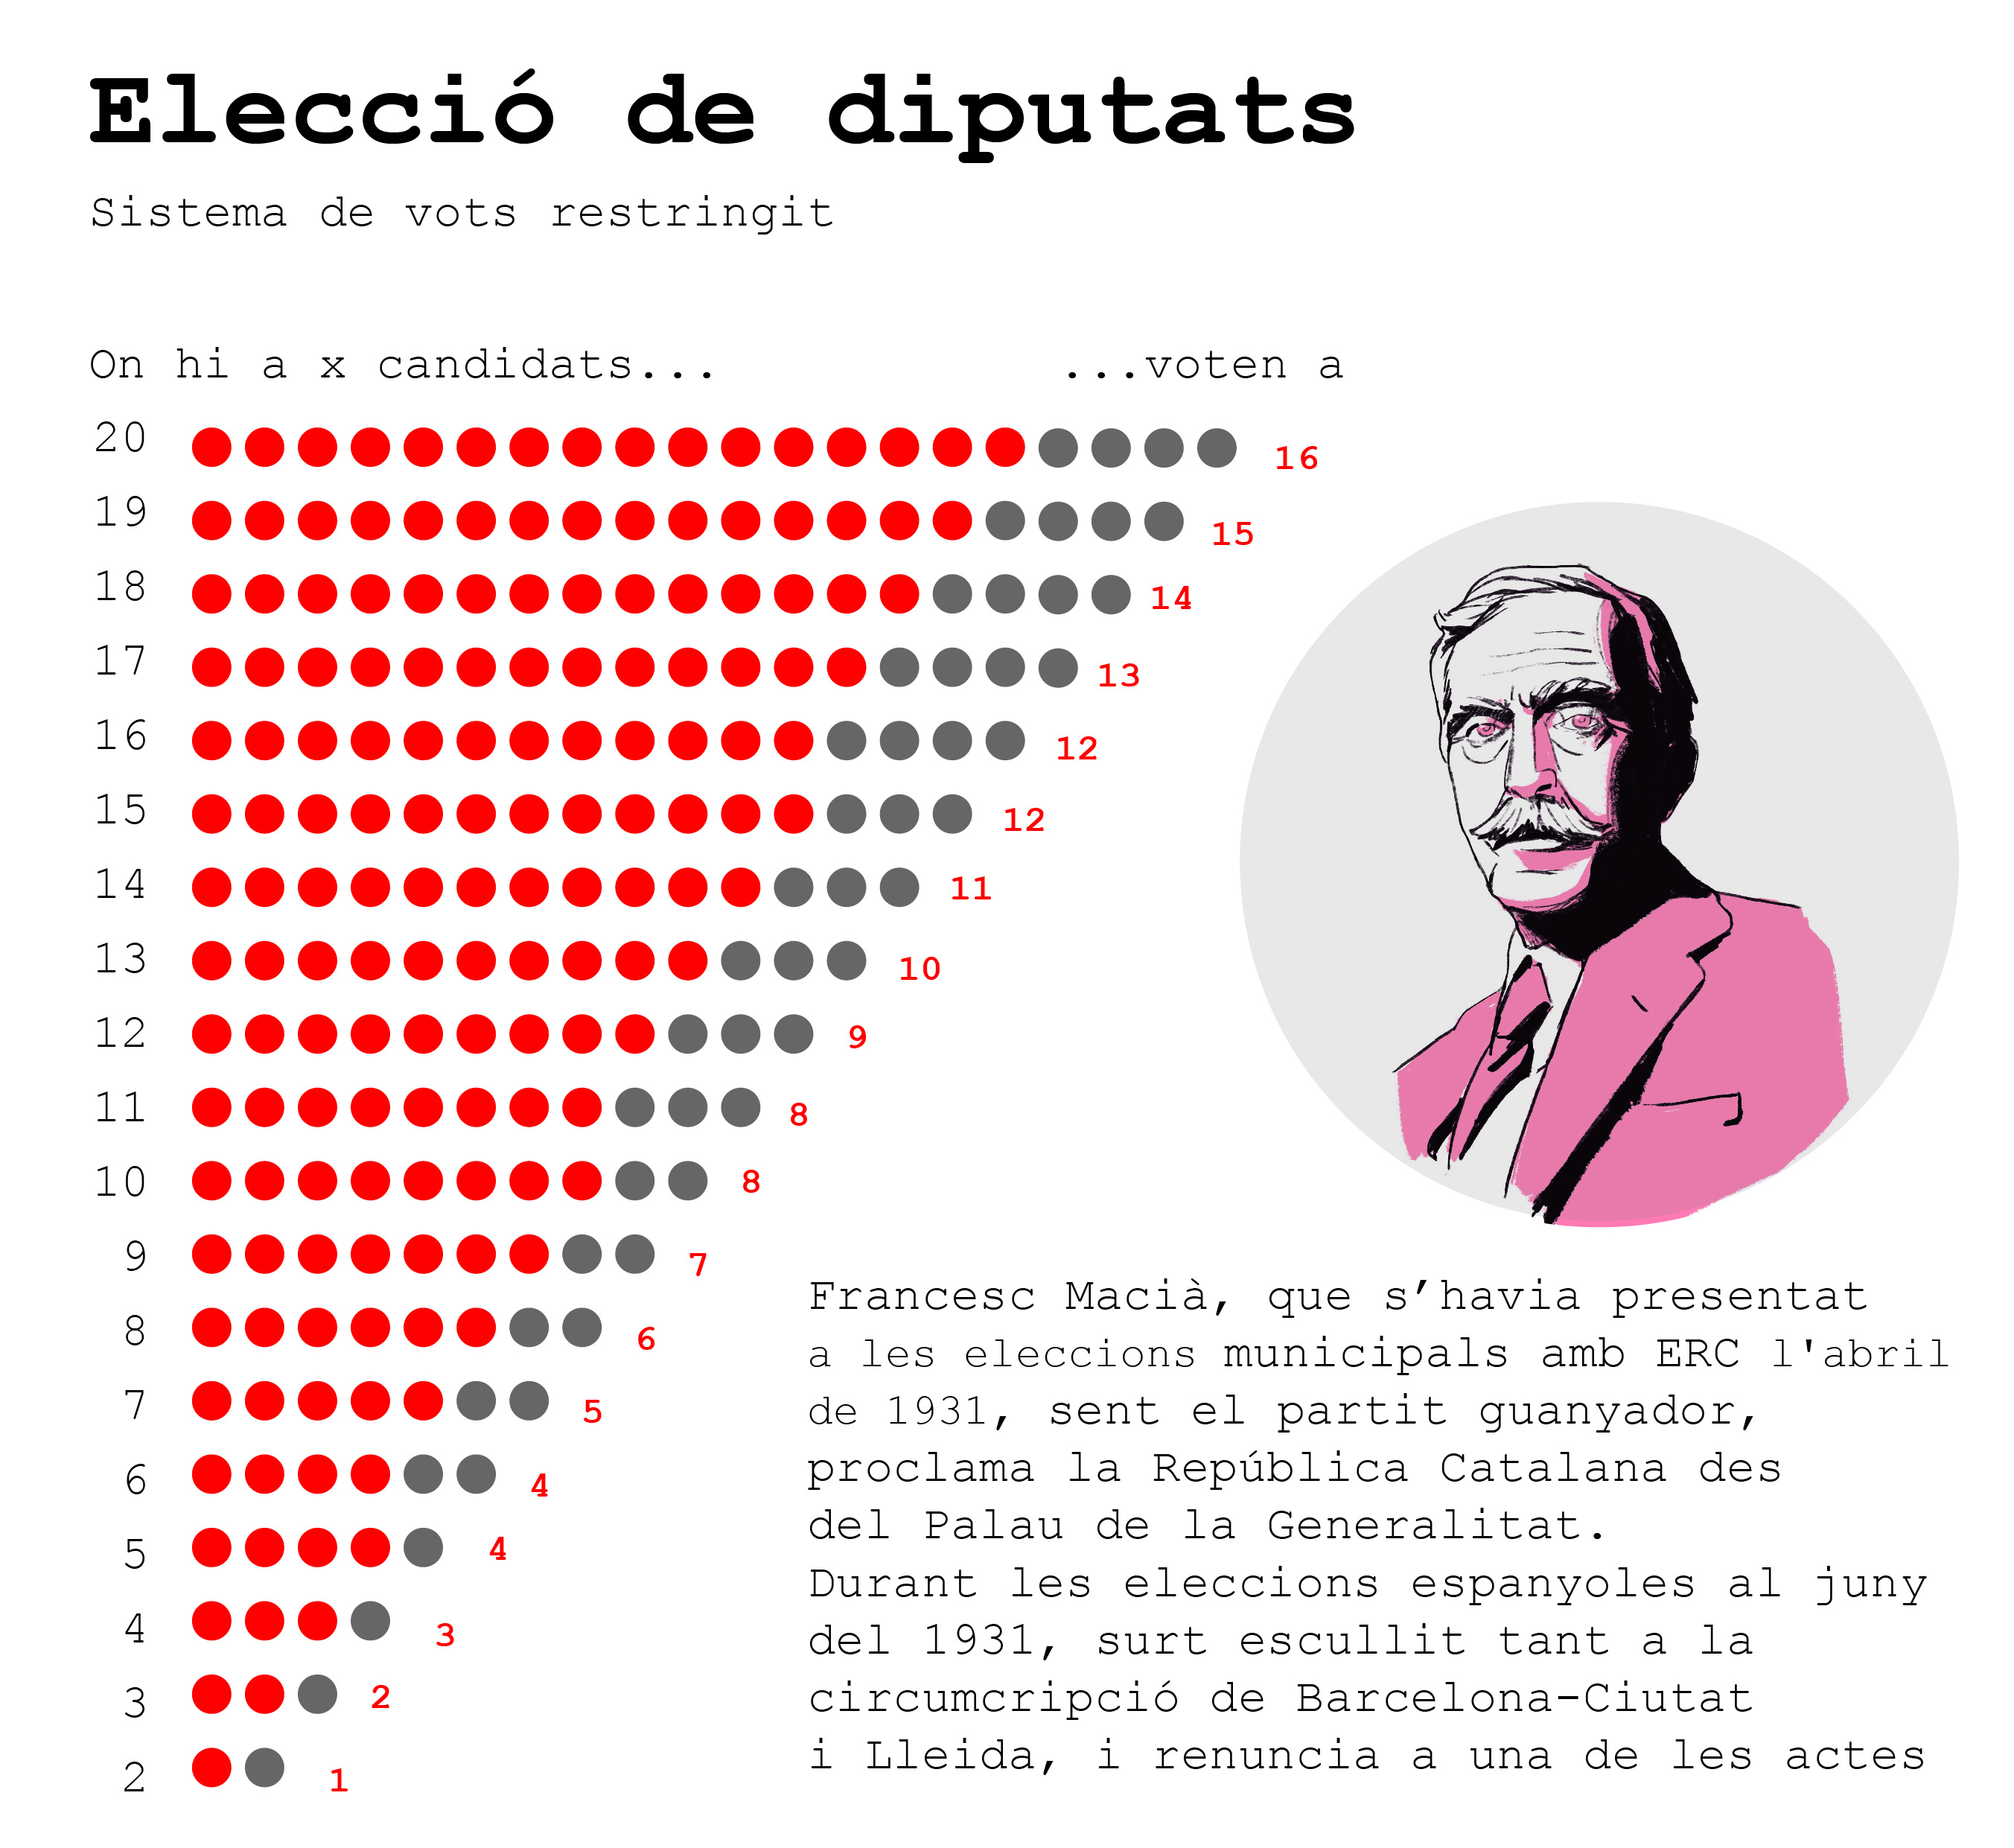 Elecció de diputats
Sistema de vots restringit
On hi a x candidats... ...voten a
20 16
19 15
18 14
17 13
16 12
15 12
14 11
13 10
12 9
11 8
10 8
9 7
8 6
7 5
6 4
5 4
4 3
3 2
2 1
Francesc Macià, que s’havia presentat
a les eleccions municipals amb ERC l'abril
de 1931, sent el partit guanyador,
proclama la República Catalana des
del Palau de la Generalitat.
Durant les eleccions espanyoles al juny
del 1931, surt escullit tant a la
circumcripció de Barcelona-Ciutat
i Lleida, i renuncia a una de les actes